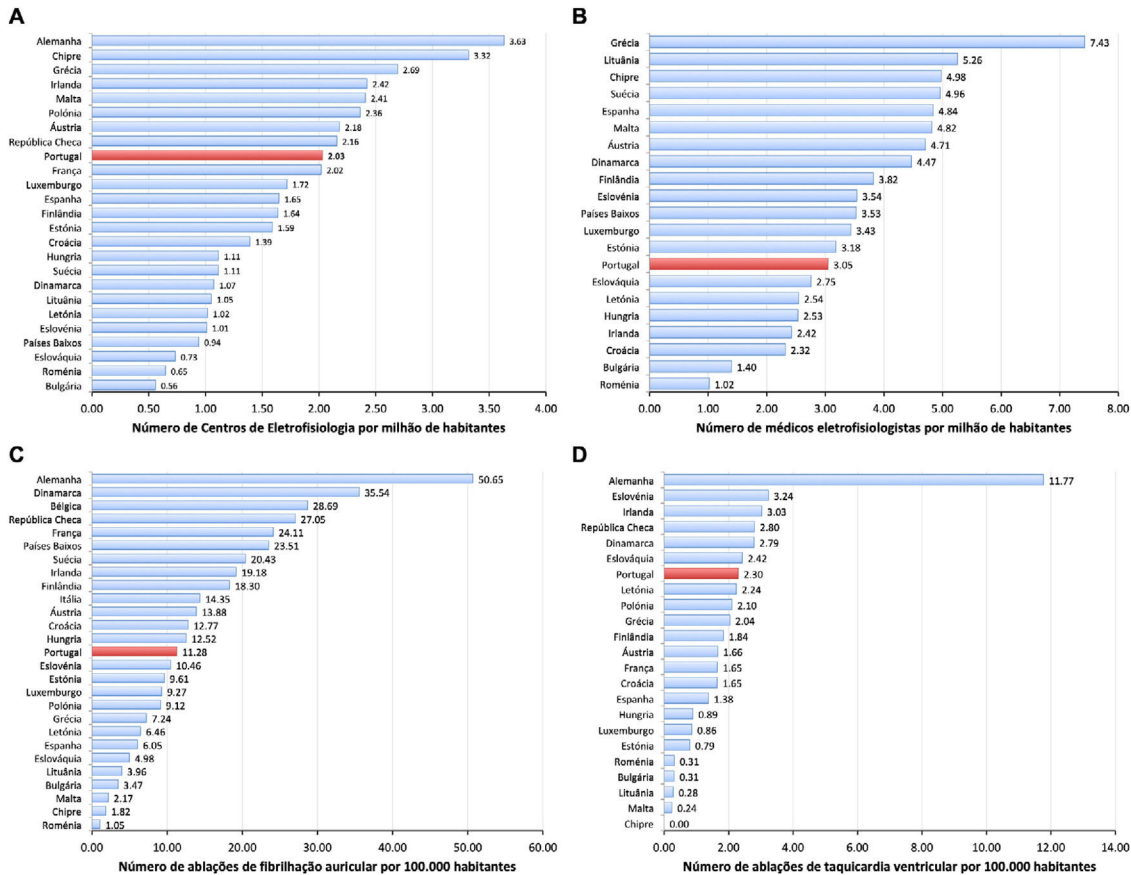 A
Alemanha 3.63
Chipre 3.32
Grécia 2.69
Irlanda 2.42
Malta 2.41
Polónia 2.36
Áustria 2.18
República Checa 2.16
Portugal 2.03
França 2.02
Luxemburgo 1.72
Espanha 1.65
Finlândia 1.64
Estónia 1.59
Croácia 1.39
Hungria 1.11
Suécia 1.11
Dinamarca 1.07
Lituânia 1.05
Letónia 1.02
Eslovénia 1.01
Países Baixos 0.94
Eslováquia 0.73
Roménia 0.65
Bulgária 0.56
0.00 0.50 1.00 1.50 2.00 2.50 3.00 3.50 4.00
Número de Centros de Eletrofisiologia por milhão de habitantes
B
Grécia 7.43
Lituânia 5.26
Chipre 4.98
Suécia 4.96
Espanha 4.84
Malta 4.82
Áustria 4.71
Dinamarca 4.47
Finlândia 3.82
Eslovénia 3.54
Países Baixos 3.53
Luxemburgo 3.43
Estónia 3.18
Portugal 3.05
Eslováquia 2.75
Letónia 2.54
Hungria 2.53
Irlanda 2.42
Croácia 2.32
Bulgária 1.40
Roménia 1.02
0.00 1.00 2.00 3.00 4.00 5.00 6.00 7.00 8.00
Número de médicos eletrofisiologistas por milhão de habitantes
C
Alemanha 50.65
Dinamarca 35.54
Bélgica 28.69
República Checa 27.05
França 24.11
Países Baixos 23.51
Suécia 20.43
Irlanda 19.18
Finlândia 18.30
Itália 14.35
Áustria 13.88
Croácia 12.77
Hungria 12.52
Portugal 11.28
Eslovénia 10.46
Estónia 9.61
Luxemburgo 9.27
Polónia 9.12
Grécia 7.24
Letónia 6.46
Espanha 6.05
Eslováquia 4.98
Lituânia 3.96
Bulgária 3.47
Malta 2.17
Chipre 1.82
Roménia 1.05
0.00 10.00 20.00 30.00 40.00 50.00 60.00
Número de ablações de fibrilhação auricular por 100.000 habitantes
D
Alemanha 11.77
Eslovénia 3.24
Irlanda 3.03
República Checa 2.80
Dinamarca 2.79
Eslováquia 2.42
Portugal 2.30
Letónia 2.24
Polónia 2.10
Grécia 2.04
Finlândia 1.84
Áustria 1.66
França 1.65
Croácia 1.65
Espanha 1.38
Hungria 0.89
Luxemburgo 0.86
Estónia 0.79
Roménia 0.31
Bulgária 0.31
Lituânia 0.28
Malta 0.24
Chipre 0.00
0.00 2.00 4.00 6.00 8.00 10.00 12.00 14.00
Número de ablações de taquicardia ventricular por 100.000 habitantes